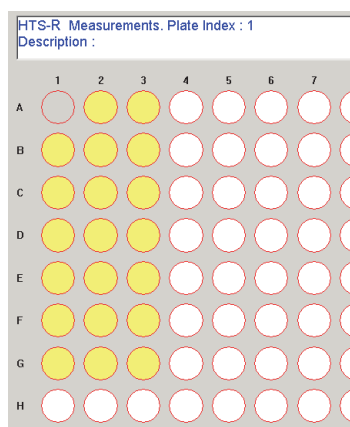 HTS-R Measurements. Plate Index : 1
Description :
1 2 3 4 5 6 7
A
B
C
D
E
F
G
H